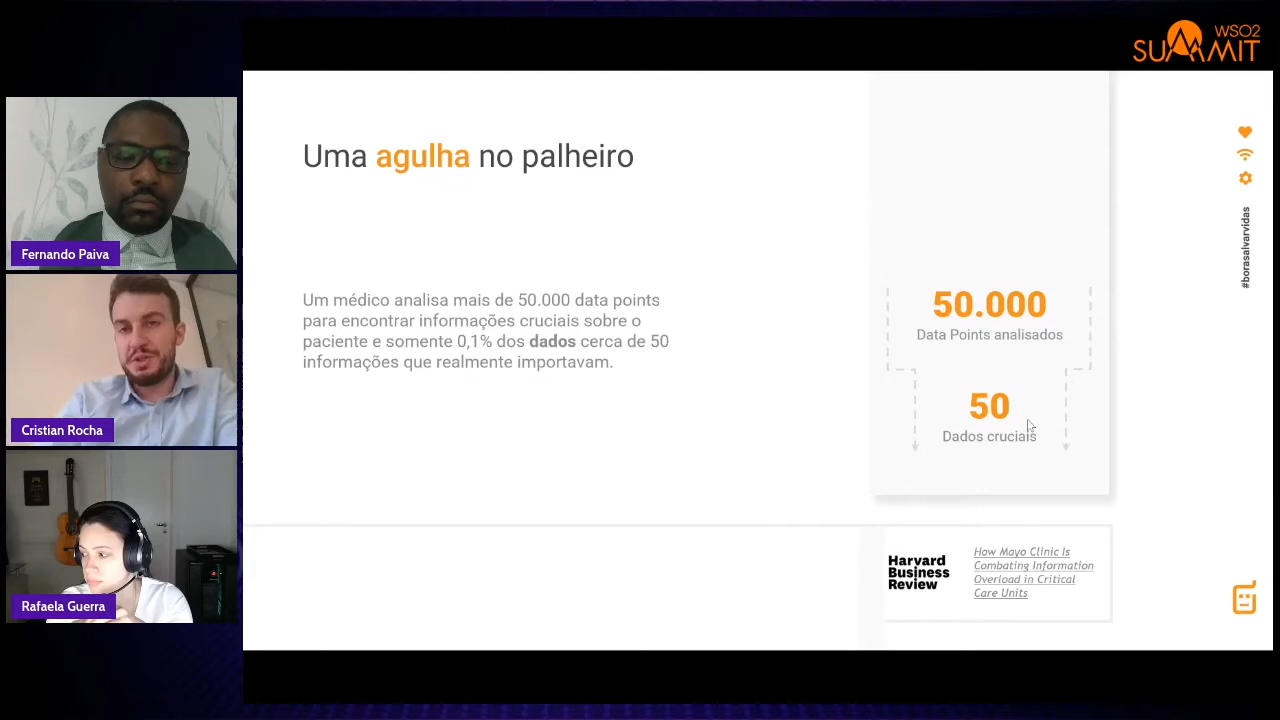 WSO2
SUMMIT
Fernando Paiva
Cristian Rocha
Rafaela Guerra
Uma agulha no palheiro
Um médico analisa mais de 50.000 data points
para encontrar informações cruciais sobre o
paciente e somente 0,1% dos dados cerca de 50
informações que realmente importavam.
50.000
Data Points analisados
50
Dados cruciais
Harvard
Business
Review
How Mayo Clinic Is
Combating Information
Overload in Critical
Care Units
#borasalvarvidas